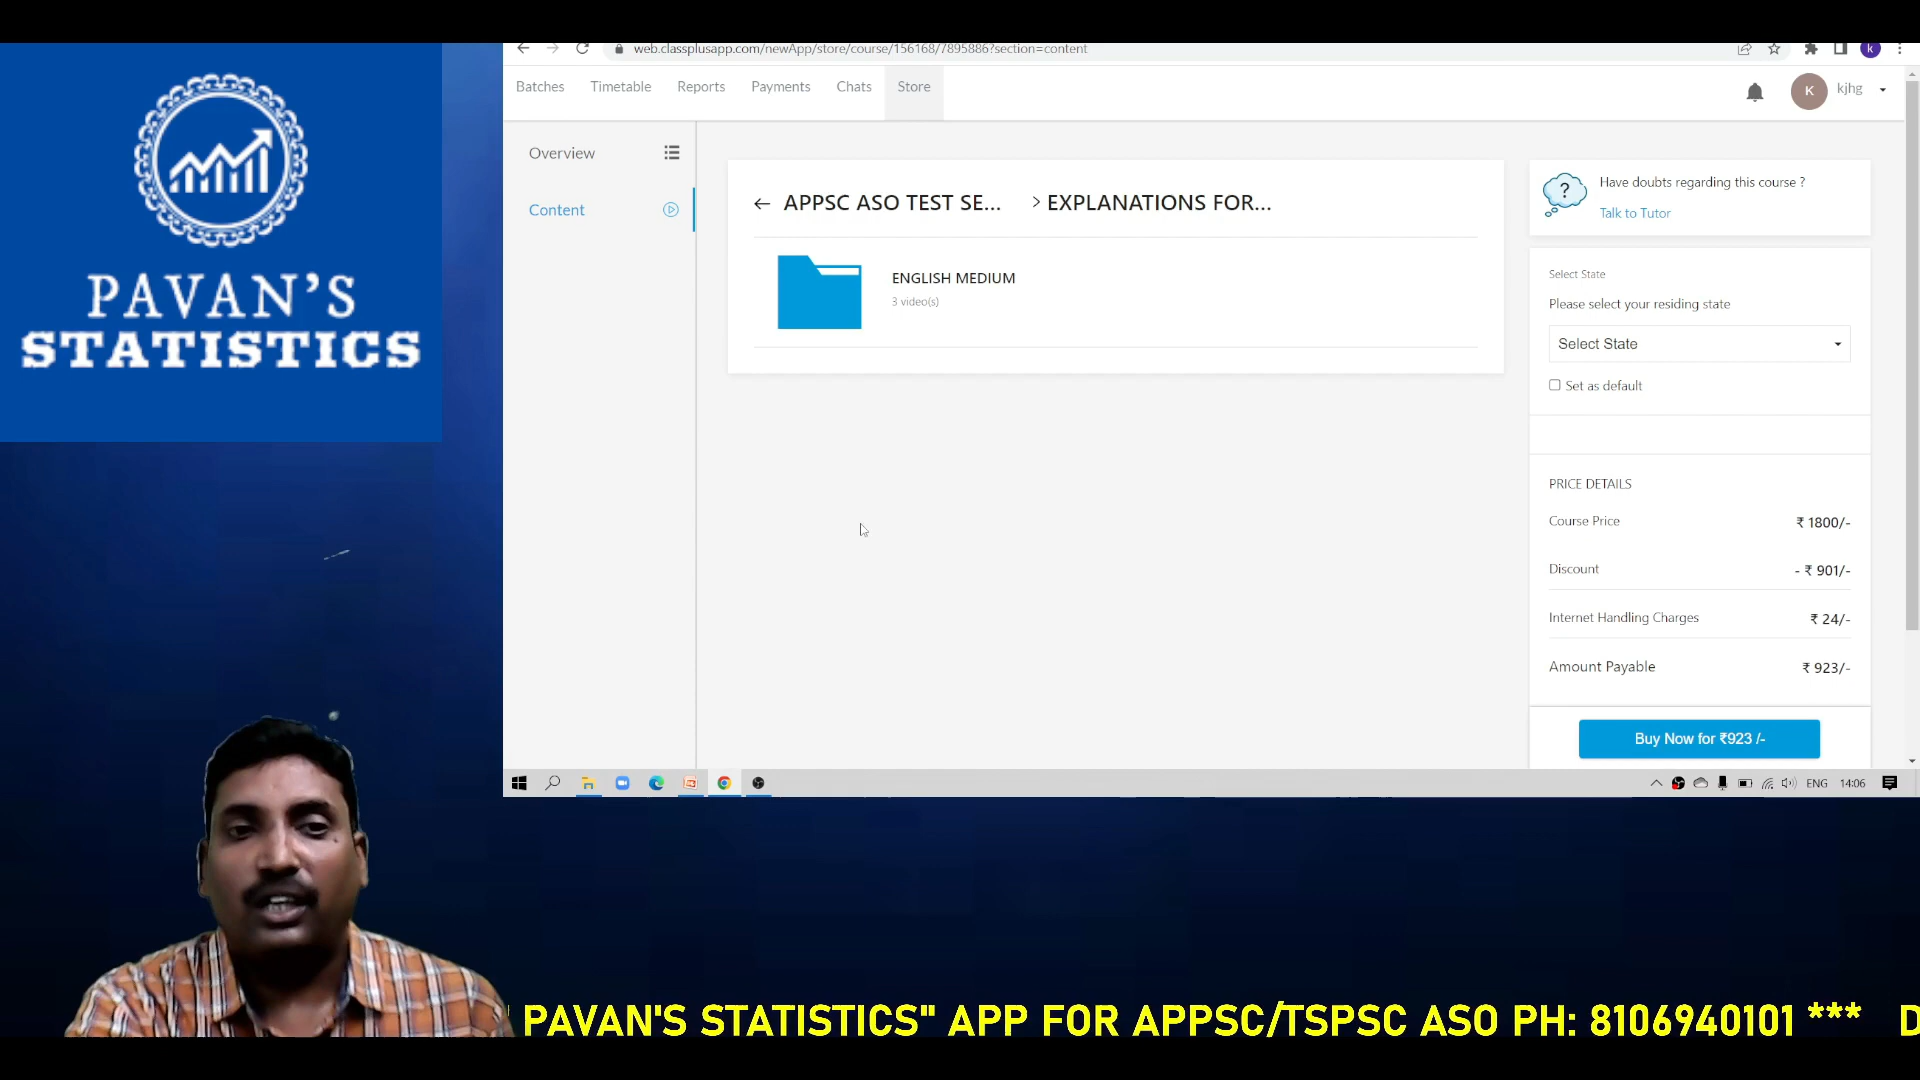 web.classplusapp.com/newApp/store/course/156168/7895886?section=content
k
Batches Timetable Reports Payments Chats Store
K kjhg
Overview
Content
APPSC ASO TEST SE... > EXPLANATIONS FOR...
ENGLISH MEDIUM
3 video(s)
?
Have doubts regarding this course ?
Talk to Tutor
Select State
Please select your residing state
Select State
Set as default
PRICE DETAILS
Course Price ₹ 1800/-
Discount - ₹ 901/-
Internet Handling Charges ₹ 24/-
Amount Payable ₹ 923/-
Buy Now for ₹923 /-
ENG 14:06
PAVAN'S
STATISTICS
PAVAN'S STATISTICS" APP FOR APPSC/TSPSC ASO PH: 8106940101 *** D